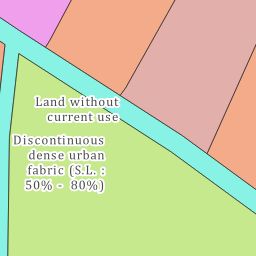 Land without
current use
Discontinuous
dense urban
fabric (S.L. :
50% -  80%)